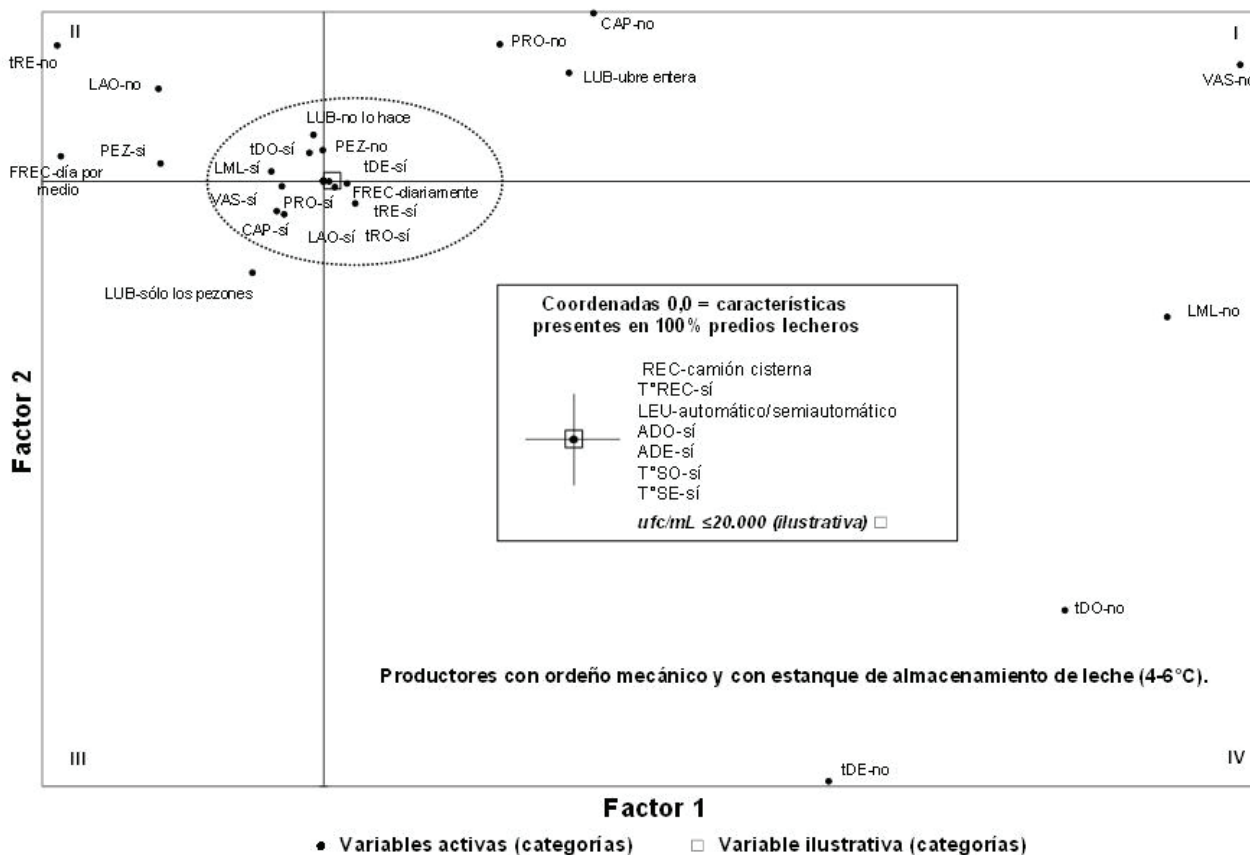 II
CAP-no
I
PRO-no
tRE-no
LUB-ubre entera
VAS-no
LAO-no
LUB-no lo hace
PEZ-si
tDO-sí
PEZ-no
FREC-día por
medio
LML-sí
tDE-sí
VAS-sí
PRO-sí
FREC-diariamente
tRE-sí
CAP-sí
LAO-sí
tRO-sí
LUB-sólo los pezones
Coordenadas 0,0 = características
presentes en 100% predios lecheros
LML-no
REC-camión cisterna
T°REC-sí
LEU-automático/semiautomático
ADO-sí
ADE-sí
T°SO-sí
T°SE-sí
ufc/mL ≤20.000 (ilustrativa) □
Factor 2
tDO-no
Productores con ordeño mecánico y con estanque de almacenamiento de leche (4-6°C).
III
IV
tDE-no
Factor 1
• Variables activas (categorías)
□ Variable ilustrativa (categorías)